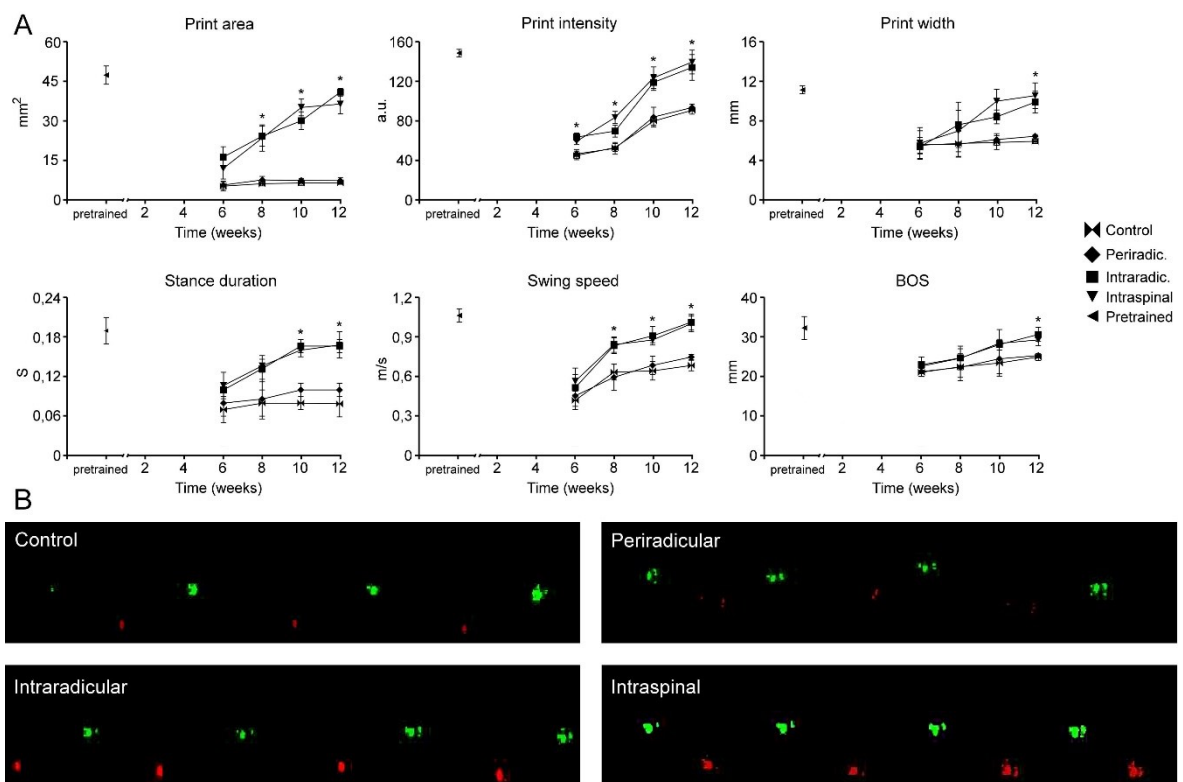 A
Print area
60
45
30
15
0
mm²
pretrained 2 4 6 8 10 12
Time (weeks)
* * *
Print intensity
160
120
80
40
0
a.u.
pretrained 2 4 6 8 10 12
Time (weeks)
* * * *
Print width
16
12
8
4
0
mm
pretrained 2 4 6 8 10 12
Time (weeks)
*
Control
Periradic.
Intraradic.
Intraspinal
Pretrained
Stance duration
0,24
0,18
0,12
0,06
0
S
pretrained 2 4 6 8 10 12
Time (weeks)
* *
Swing speed
1,2
0,9
0,6
0,3
0
m/s
pretrained 2 4 6 8 10 12
Time (weeks)
* * *
BOS
40
30
20
10
0
mm
pretrained 2 4 6 8 10 12
Time (weeks)
*
B
Control
Periradicular
Intraradicular
Intraspinal